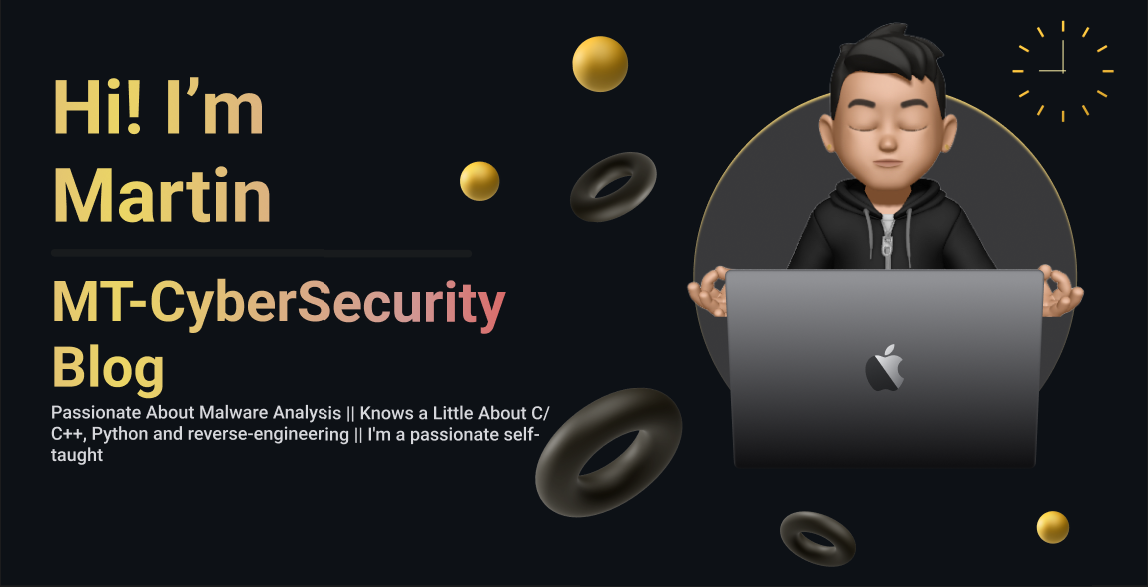 Hi! I’m
Martin
MT-CyberSecurity
Blog
Passionate About Malware Analysis || Knows a Little About C/
C++, Python and reverse-engineering || I'm a passionate self-
taught